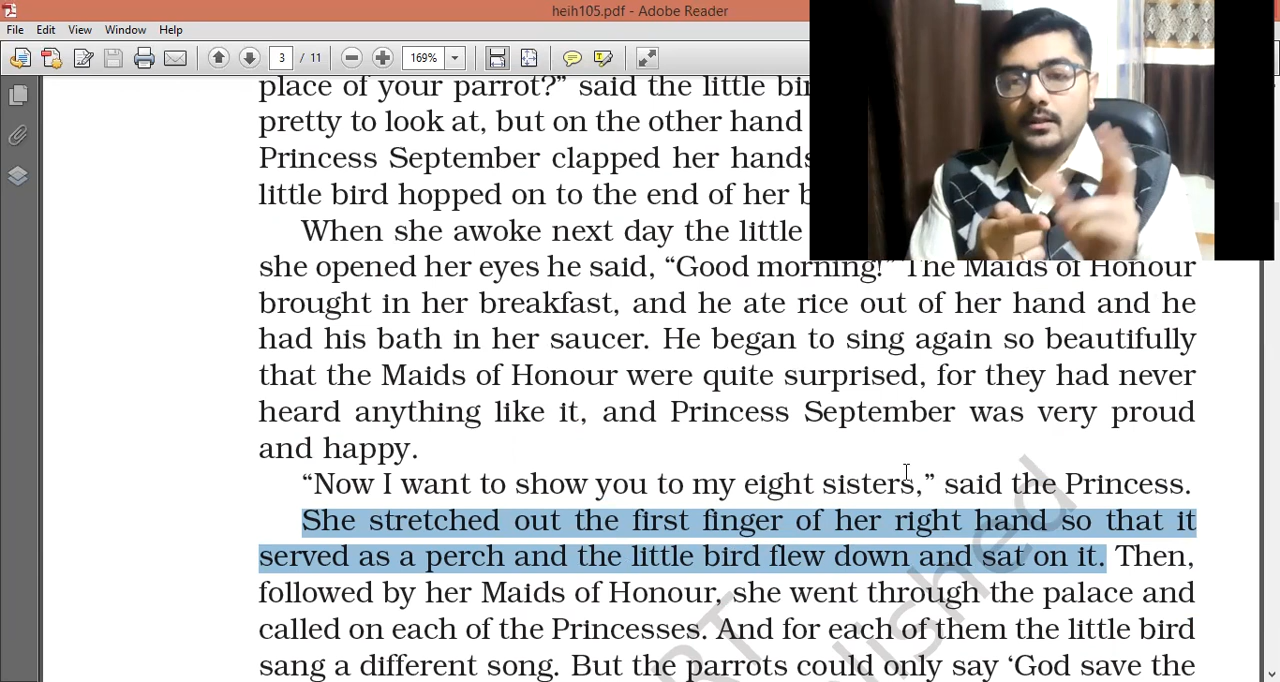 heih105.pdf - Adobe Reader
File Edit View Window Help
3 / 11 169%
place of your parrot?” said the little
pretty to look at, but on the other hand
Princess September clapped her hands
little bird hopped on to the end of her
When she awoke next day the little
she opened her eyes he said, “Good morning!” The Maids of Honour
brought in her breakfast, and he ate rice out of her hand and he
had his bath in her saucer. He began to sing again so beautifully
that the Maids of Honour were quite surprised, for they had never
heard anything like it, and Princess September was very proud
and happy.
“Now I want to show you to my eight sisters,” said the Princess.
She stretched out the first finger of her right hand so that it
served as a perch and the little bird flew down and sat on it. Then,
followed by her Maids of Honour, she went through the palace and
called on each of the Princesses. And for each of them the little bird
sang a different song. But the parrots could only say ‘God save the